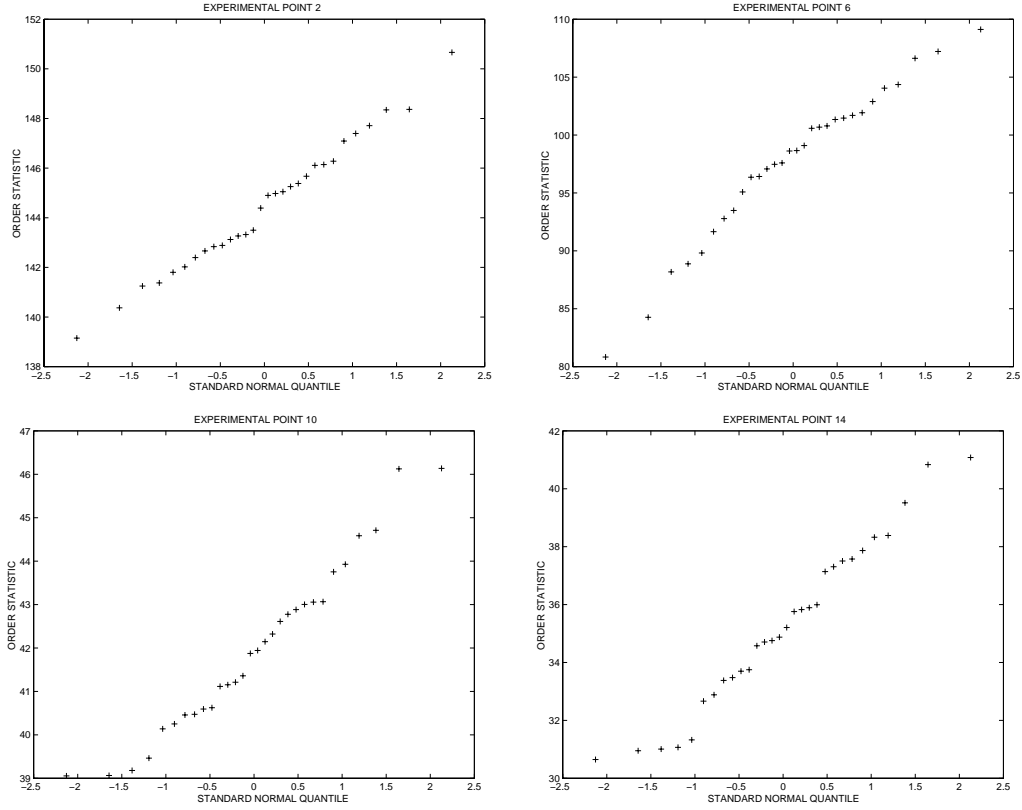 EXPERIMENTAL POINT 2
152
150
148
146
144
142
140
138
ORDER STATISTIC
−2.5 −2 −1.5 −1 −0.5 0 0.5 1 1.5 2 2.5
STANDARD NORMAL QUANTILE
EXPERIMENTAL POINT 6
110
105
100
95
90
85
80
ORDER STATISTIC
−2.5 −2 −1.5 −1 −0.5 0 0.5 1 1.5 2 2.5
STANDARD NORMAL QUANTILE
EXPERIMENTAL POINT 10
47
46
45
44
43
42
41
40
39
ORDER STATISTIC
−2.5 −2 −1.5 −1 −0.5 0 0.5 1 1.5 2 2.5
STANDARD NORMAL QUANTILE
EXPERIMENTAL POINT 14
42
40
38
36
34
32
30
ORDER STATISTIC
−2.5 −2 −1.5 −1 −0.5 0 0.5 1 1.5 2 2.5
STANDARD NORMAL QUANTILE